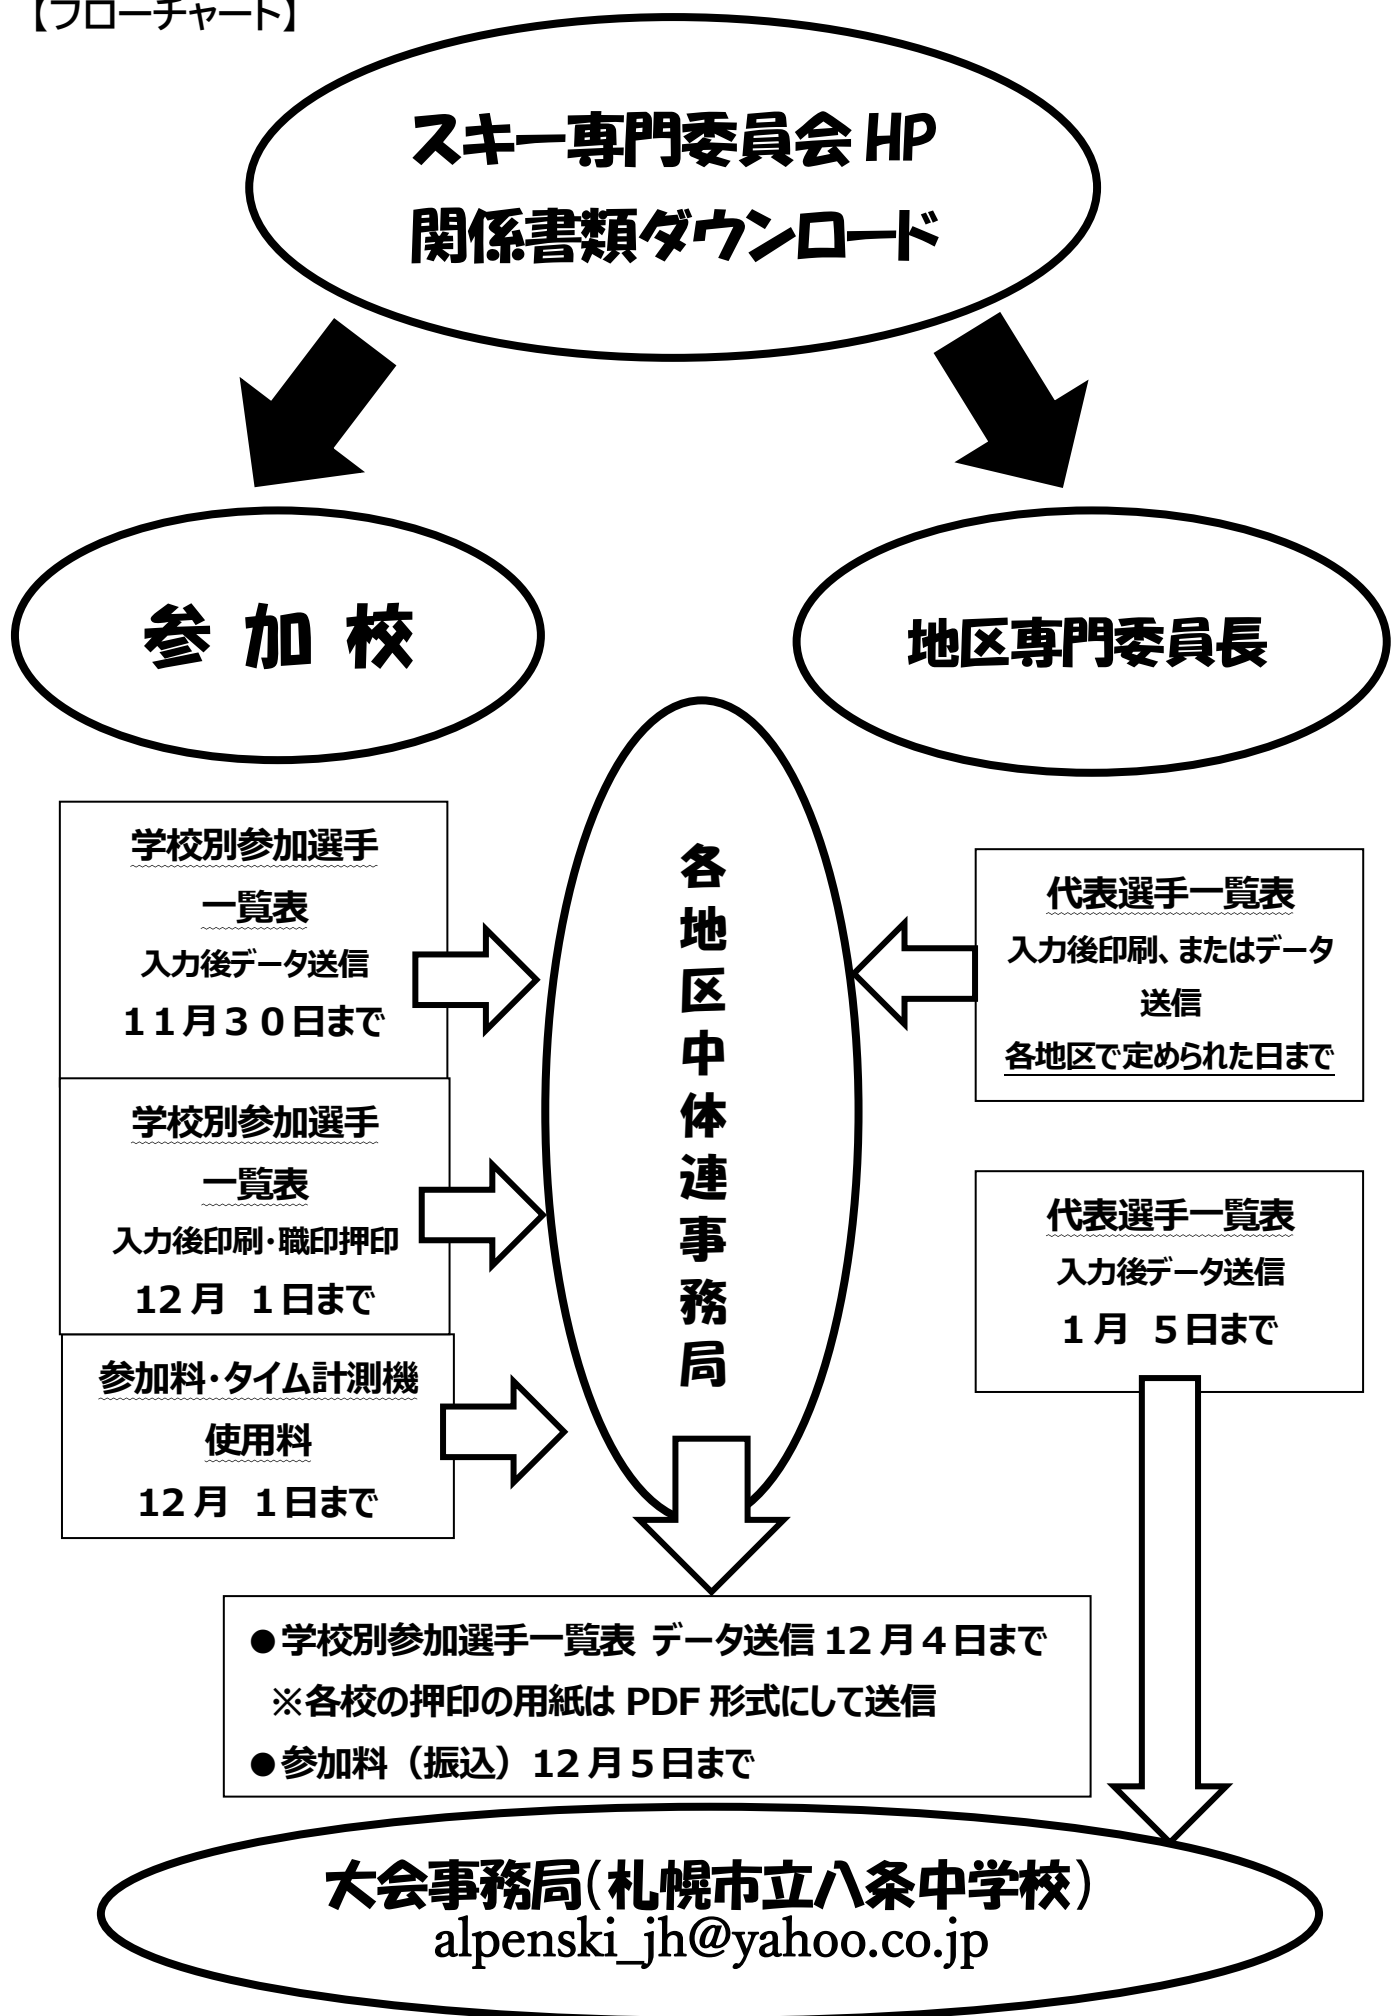 【フローチャート】
スキー専門委員会 HP
関係書類ダウンロード
参 加 校
地区専門委員長
学校別参加選手
一覧表
入力後データ送信
11月３０日まで
学校別参加選手
一覧表
入力後印刷・職印押印
12月 １日まで
参加料・タイム計測機
使用料
12月 １日まで
各地区中体連事務局
代表選手一覧表
入力後印刷、またはデータ
送信
各地区で定められた日まで
代表選手一覧表
入力後データ送信
１月 ５日まで
●学校別参加選手一覧表 データ送信 12月４日まで
※各校の押印の用紙は PDF 形式にして送信
●参加料（振込）12月５日まで
大会事務局(札幌市立八条中学校)
alpenski_jh@yahoo.co.jp